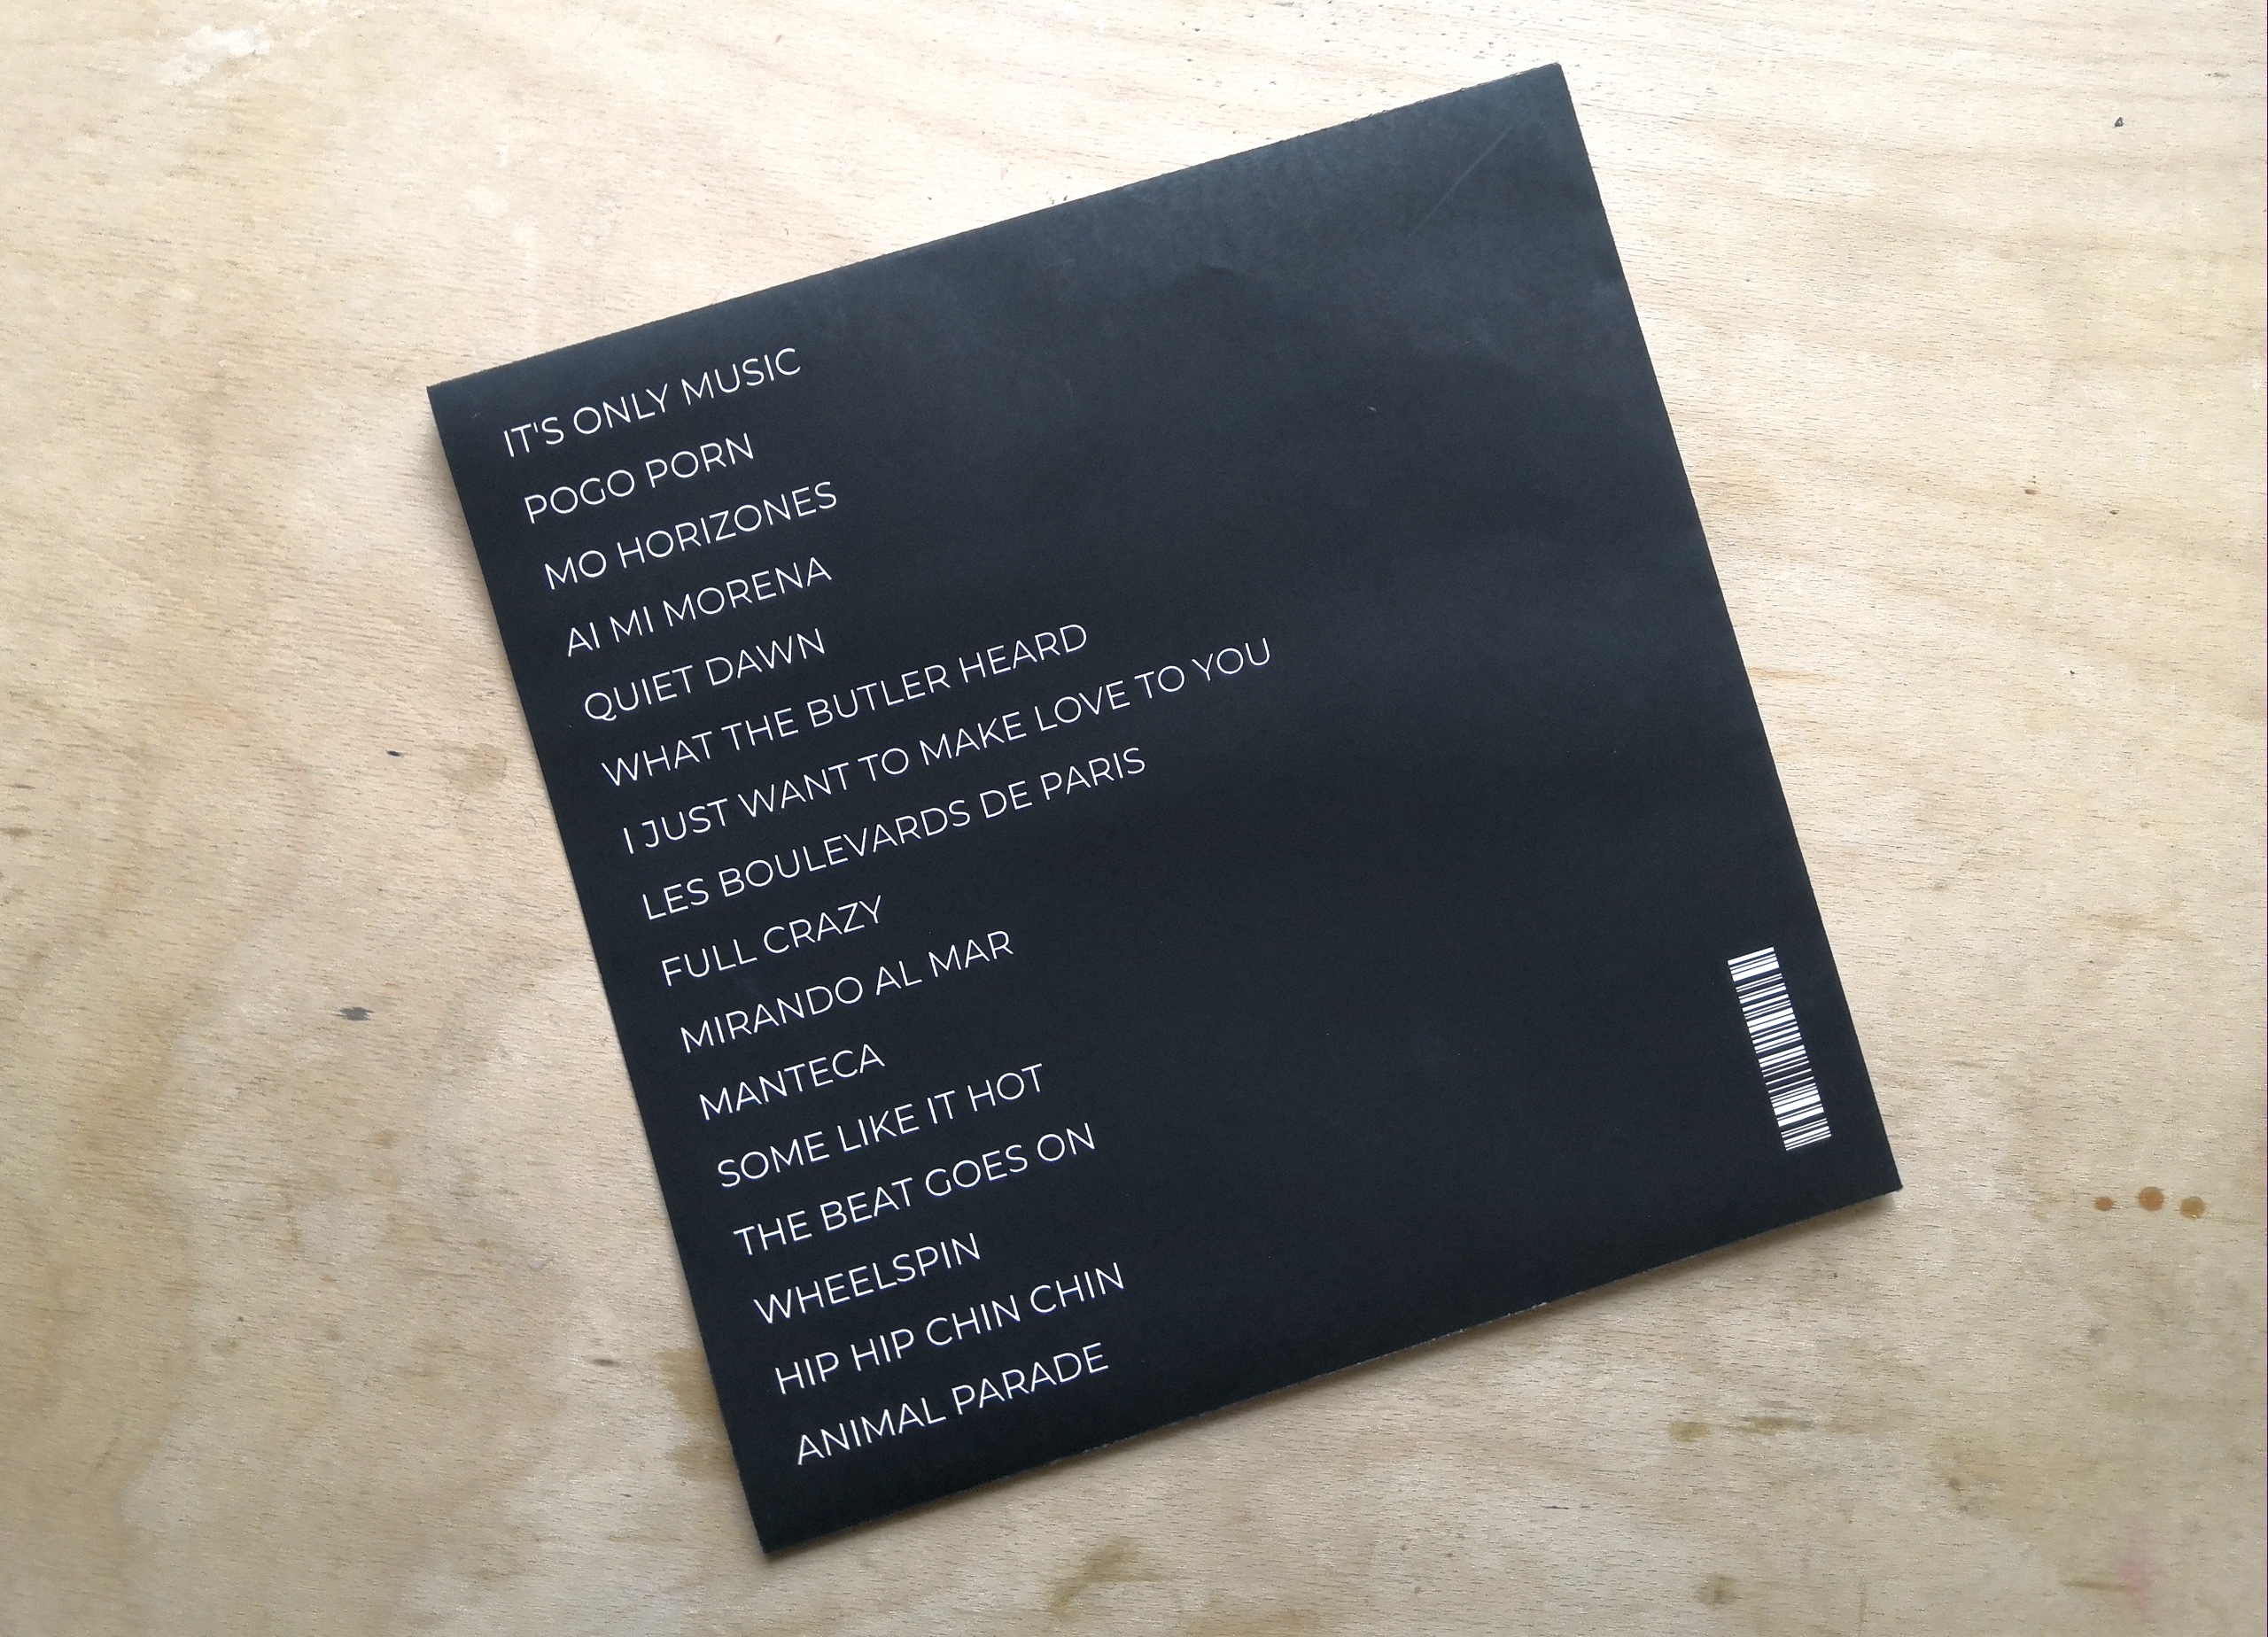 IT'S ONLY MUSIC
POGO PORN
MO HORIZONES
AI MI MORENA
QUIET DAWN
WHAT THE BUTLER HEARD
I JUST WANT TO MAKE LOVE TO YOU
LES BOULEVARDS DE PARIS
FULL CRAZY
MIRANDO AL MAR
MANTECA
SOME LIKE IT HOT
THE BEAT GOES ON
WHEELSPIN
HIP HIP CHIN CHIN
ANIMAL PARADE